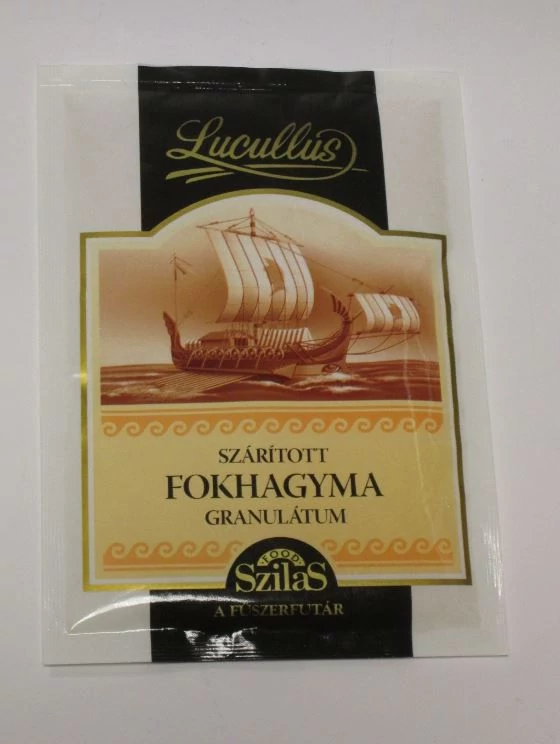 Lucullus
SZÁRÍTOTT
FOKHAGYMA
GRANULÁTUM
FOOD
SzilaS
A FŰSZERFUTÁR